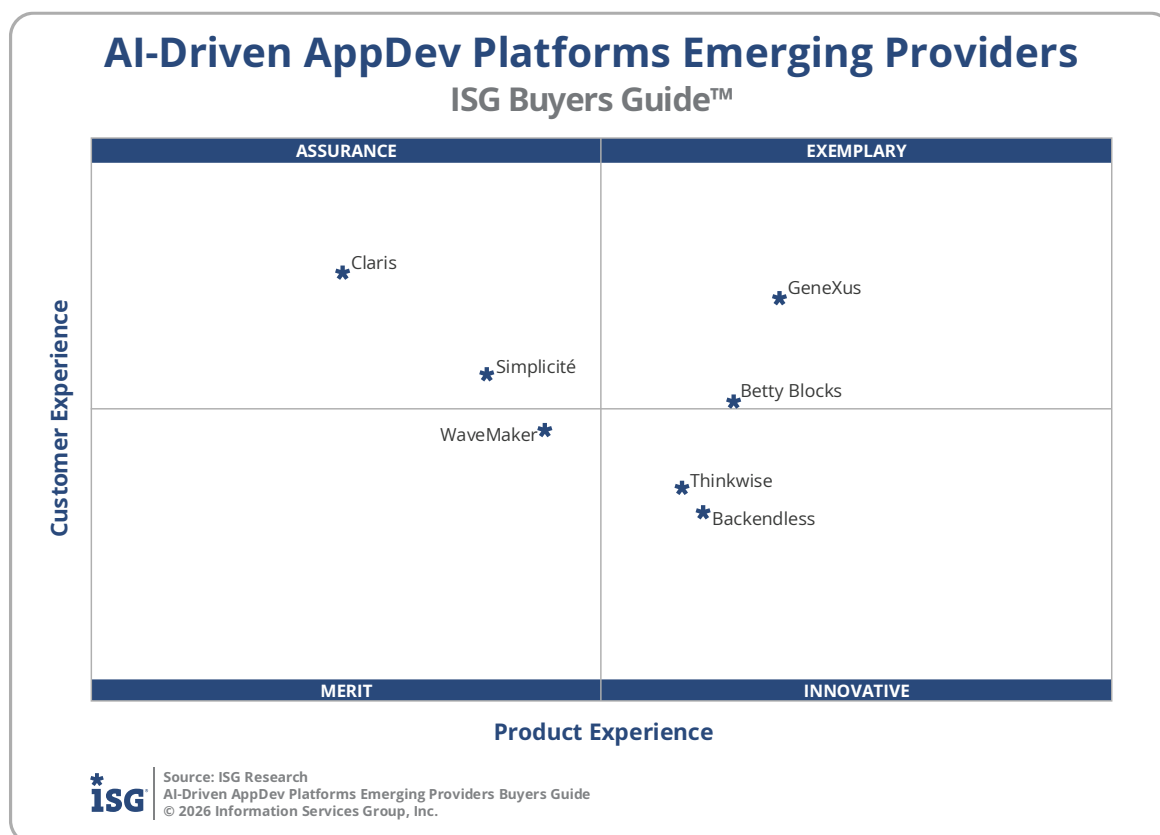 AI-Driven AppDev Platforms Emerging Providers
ISG Buyers Guide™
ASSURANCE
EXEMPLARY
Claris
GeneXus
Simplicité
Betty Blocks
WaveMaker
Thinkwise
Backendless
Customer Experience
MERIT
INNOVATIVE
Product Experience
ISG
Source: ISG Research
AI-Driven AppDev Platforms Emerging Providers Buyers Guide
© 2026 Information Services Group, Inc.